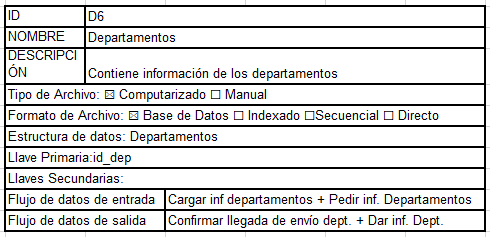 ID D6
NOMBRE Departamentos
DESCRIPCI
ÓN Contiene información de los departamentos
Tipo de Archivo: ☒ Computarizado ☐ Manual
Formato de Archivo: ☒ Base de Datos ☐ Indexado ☐Secuencial ☐ Directo
Estructura de datos: Departamentos
Llave Primaria:id_dep
Llaves Secundarias:
Flujo de datos de entrada Cargar inf departamentos + Pedir inf. Departamentos
Flujo de datos de salida Confirmar llegada de envío dept. + Dar inf. Dept.